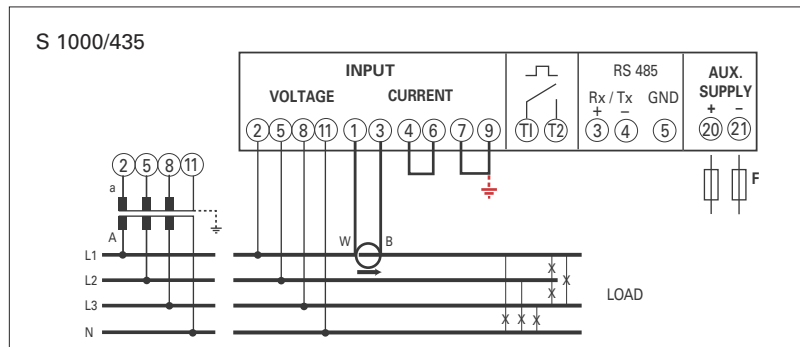 S 1000/435
INPUT
VOLTAGE CURRENT
2 5 8 11 1 3 4 6 7 9
T1 T2
RS 485
Rx / Tx GND
+ –
3 4 5
AUX.
SUPPLY
+ –
20 21
F
2 5 8 11
a
A
W B
L1
L2
L3
N
X
X X
X
X X X
LOAD